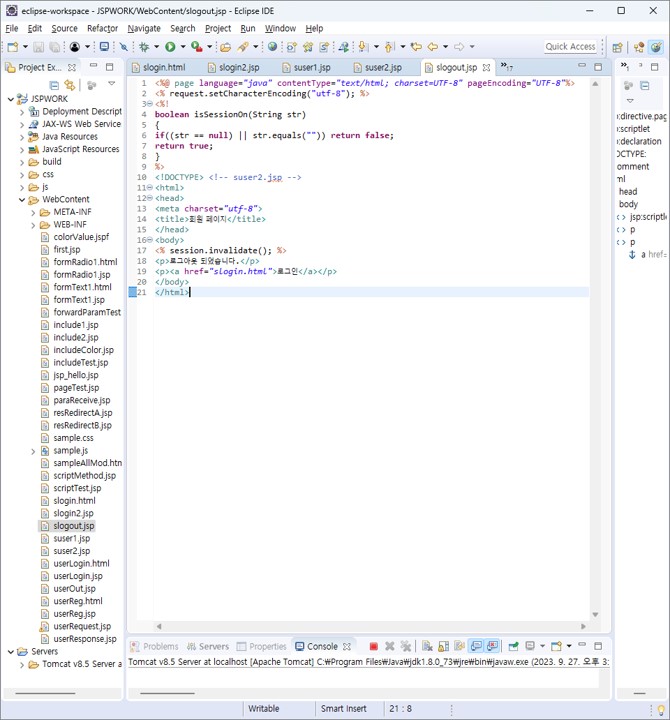 eclipse-workspace - JSPWORK/WebContent/slogout.jsp - Eclipse IDE
File Edit Source Refactor Navigate Search Project Run Window Help
Quick Access
Project Ex...
JSPWORK
Deployment Descript
JAX-WS Web Service
Java Resources
JavaScript Resources
build
css
js
WebContent
META-INF
WEB-INF
colorValue.jspf
first.jsp
formRadio1.html
formRadio1.jsp
formText1.html
formText1.jsp
forwardParamTest
include1.jsp
include2.jsp
includeColor.jsp
includeTest.jsp
jsp_hello.jsp
pageTest.jsp
paraReceive.jsp
resRedirectA.jsp
resRedirectB.jsp
sample.css
sample.js
sampleAllMod.htn
scriptMethod.jsp
scriptTest.jsp
slogin.html
slogin2.jsp
slogout.jsp
suser1.jsp
suser2.jsp
userLogin.html
userLogin.jsp
userOut.jsp
userReg.html
userReg.jsp
userRequest.jsp
userResponse.jsp
Servers
Tomcat v8.5 Server a
slogin.html slogin2.jsp suser1.jsp suser2.jsp slogout.jsp »17
1 <%@ page language="java" contentType="text/html; charset=UTF-8" pageEncoding="UTF-8"%>
2 <% request.setCharacterEncoding("utf-8"); %>
3 <%!
4 boolean isSessionOn(String str)
5 {
6 if((str == null) || str.equals("")) return false;
7 return true;
8 }
9 %>
10 <!DOCTYPE> <!-- suser2.jsp -->
11 <html>
12 <head>
13 <meta charset="utf-8">
14 <title>회원 페이지</title>
15 </head>
16 <body>
17 <% session.invalidate(); %>
18 <p>로그아웃 되었습니다.</p>
19 <p><a href="slogin.html">로그인</a></p>
20 </body>
21 </html>
»1
:directive.pag
:scriptlet
:declaration
OCTYPE:
omment
ml
head
body
jsp:scriptle
p
p
a href=
Problems Servers Properties Console
Tomcat v8.5 Server at localhost [Apache Tomcat] C:₩Program Files₩Java₩jdk1.8.0_73₩jre₩bin₩javaw.exe (2023. 9. 27. 오후 3:
Writable Smart Insert 21 : 8